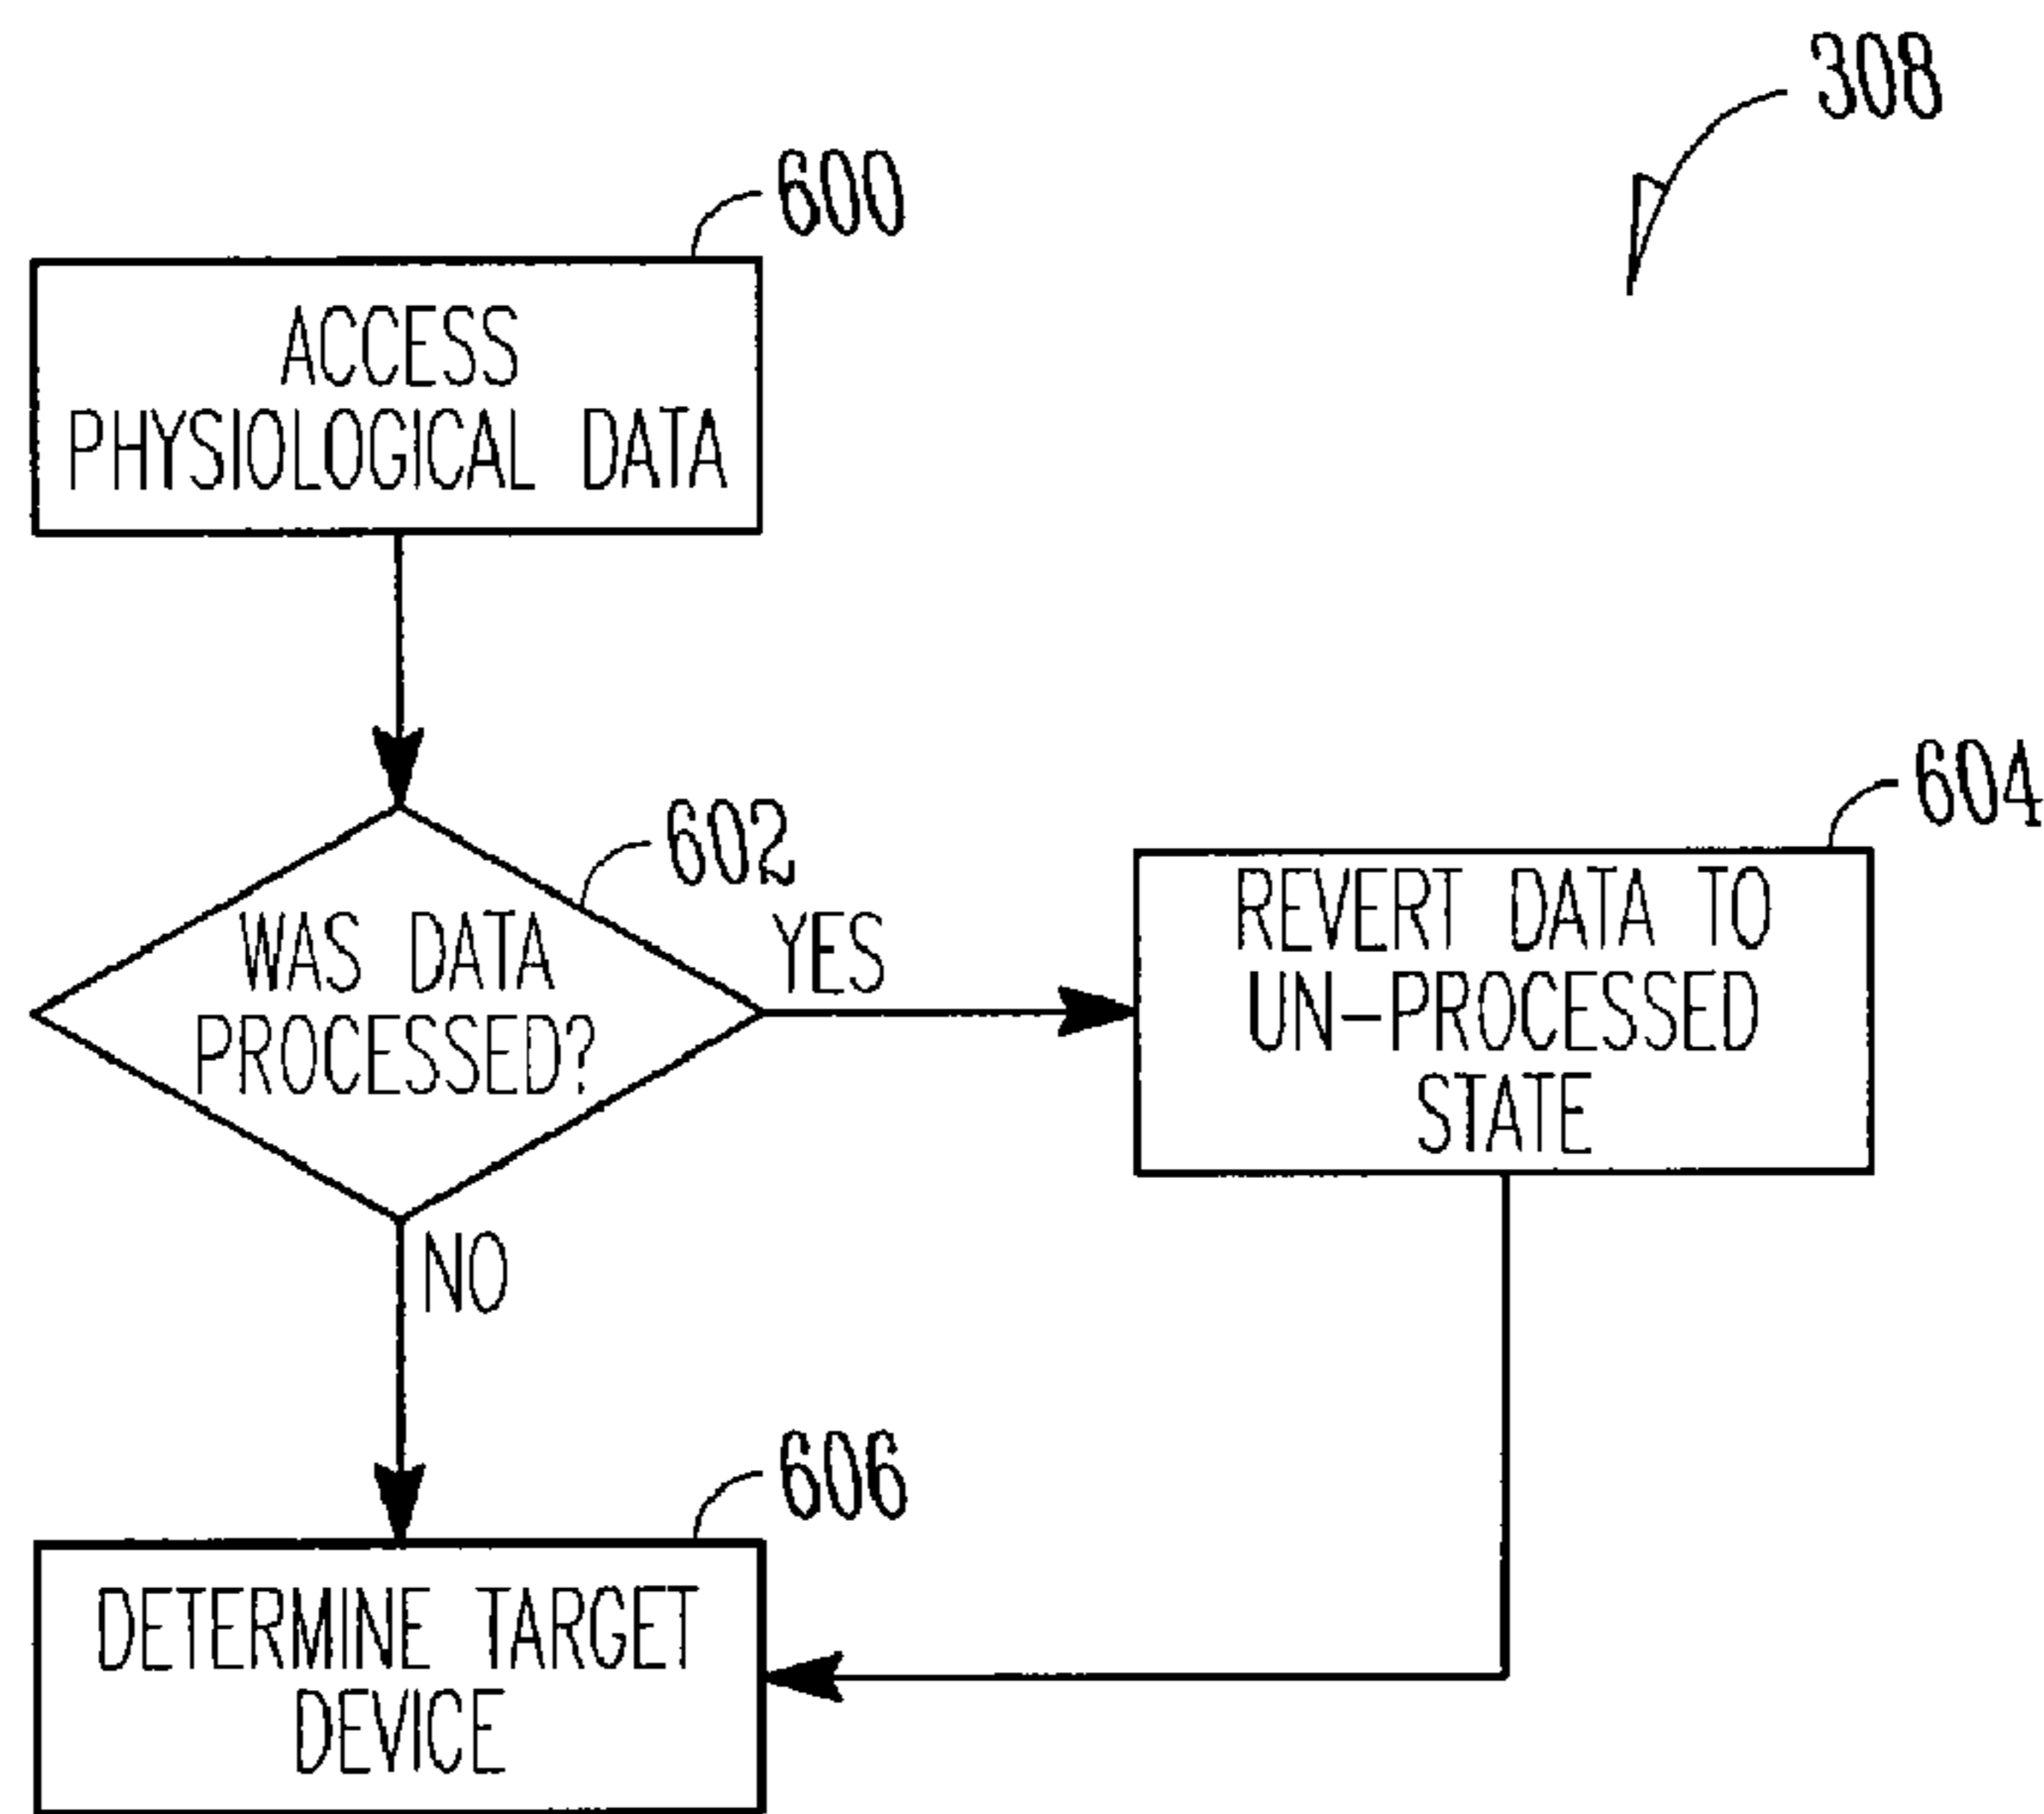 308
600
ACCESS
PHYSIOLOGICAL DATA
602
WAS DATA
PROCESSED?
YES
604
REVERT DATA TO
UN-PROCESSED
STATE
NO
606
DETERMINE TARGET
DEVICE